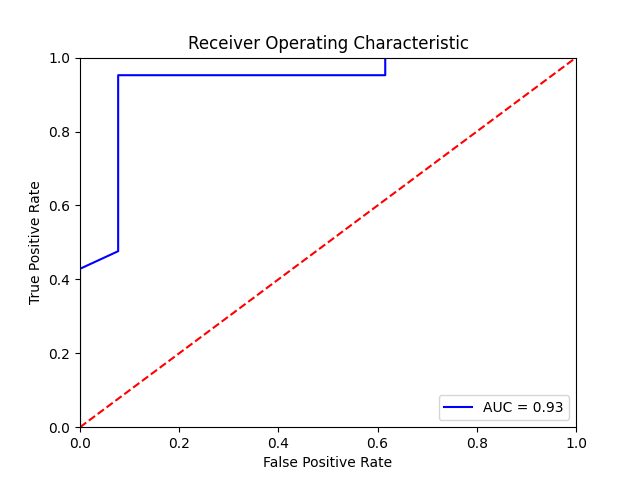 Receiver Operating Characteristic
True Positive Rate
1.0
0.8
0.6
0.4
0.2
0.0
0.0 0.2 0.4 0.6 0.8 1.0
False Positive Rate
AUC = 0.93